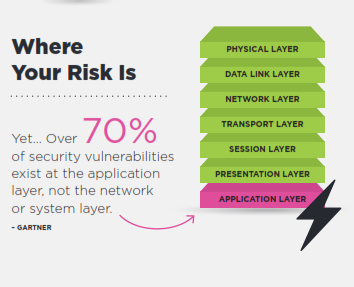 Where
Your Risk Is
Yet... Over 70%
of security vulnerabilities
exist at the application
layer, not the network
or system layer.
– GARTNER
PHYSICAL LAYER
DATA LINK LAYER
NETWORK LAYER
TRANSPORT LAYER
SESSION LAYER
PRESENTATION LAYER
APPLICATION LAYER